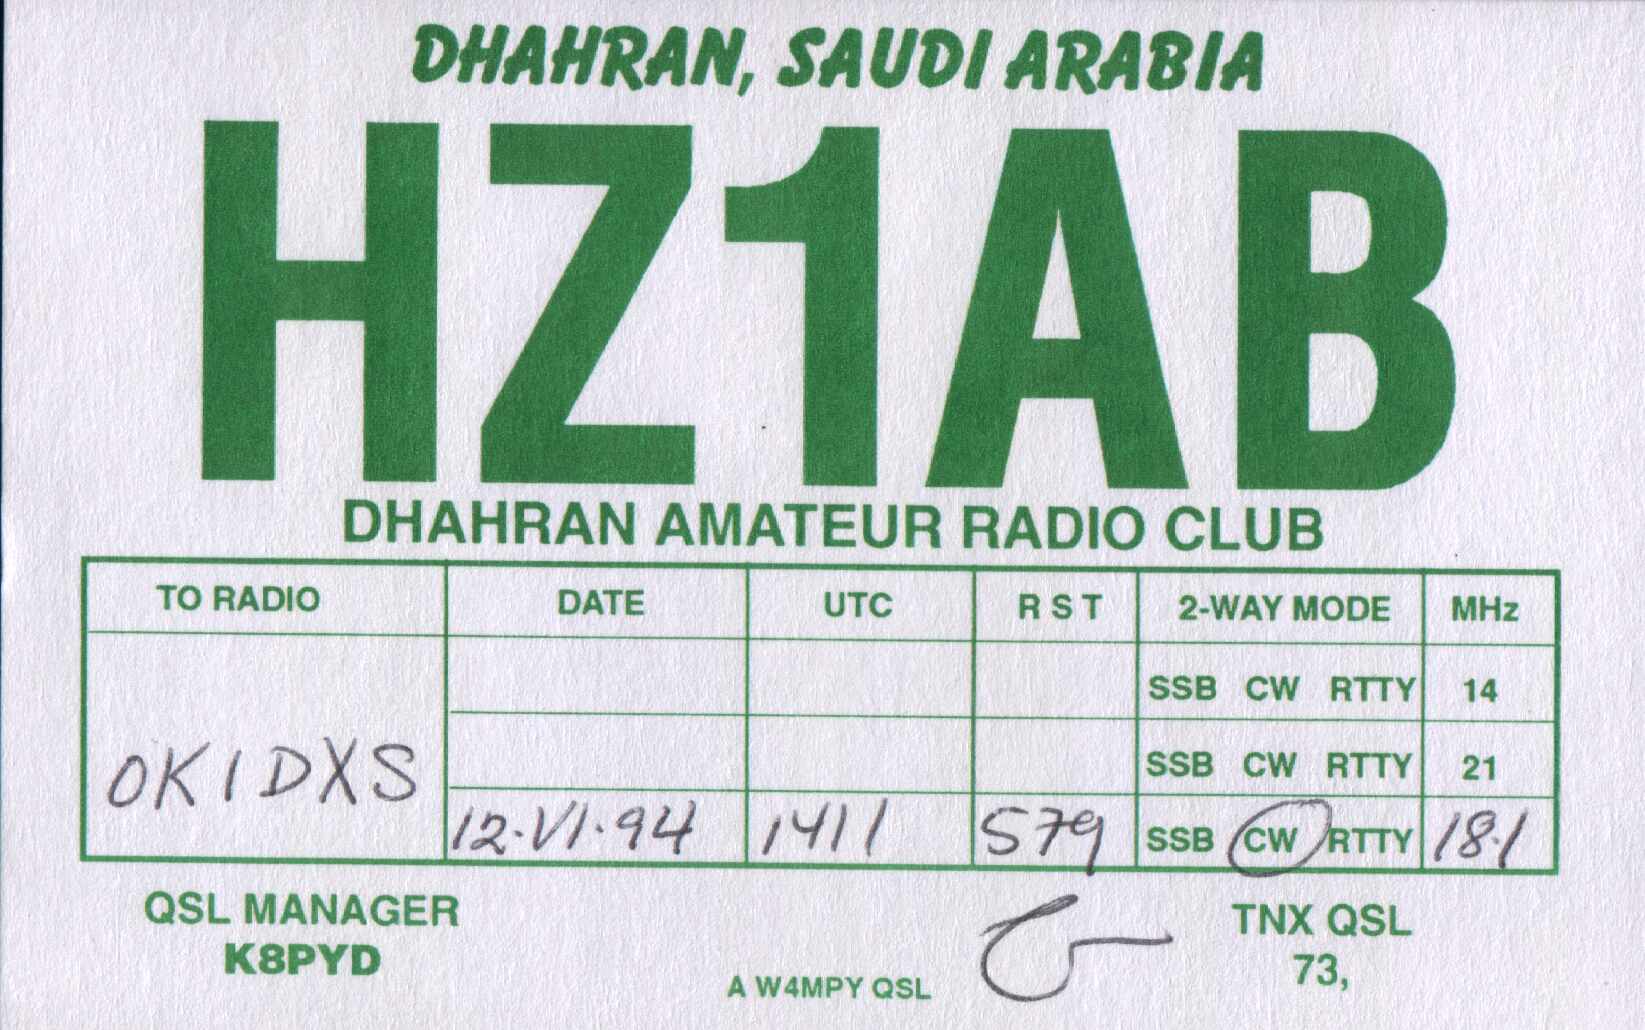 DHAHRAN, SAUDI ARABIA
HZ1AB
DHAHRAN AMATEUR RADIO CLUB
TO RADIO DATE UTC R S T 2-WAY MODE MHz
SSB CW RTTY 14
SSB CW RTTY 21
OK1DXS
12·VI·94 1411 579 SSB CW RTTY 18·1
QSL MANAGER
K8PYD
A W4MPY QSL
TNX QSL
73,